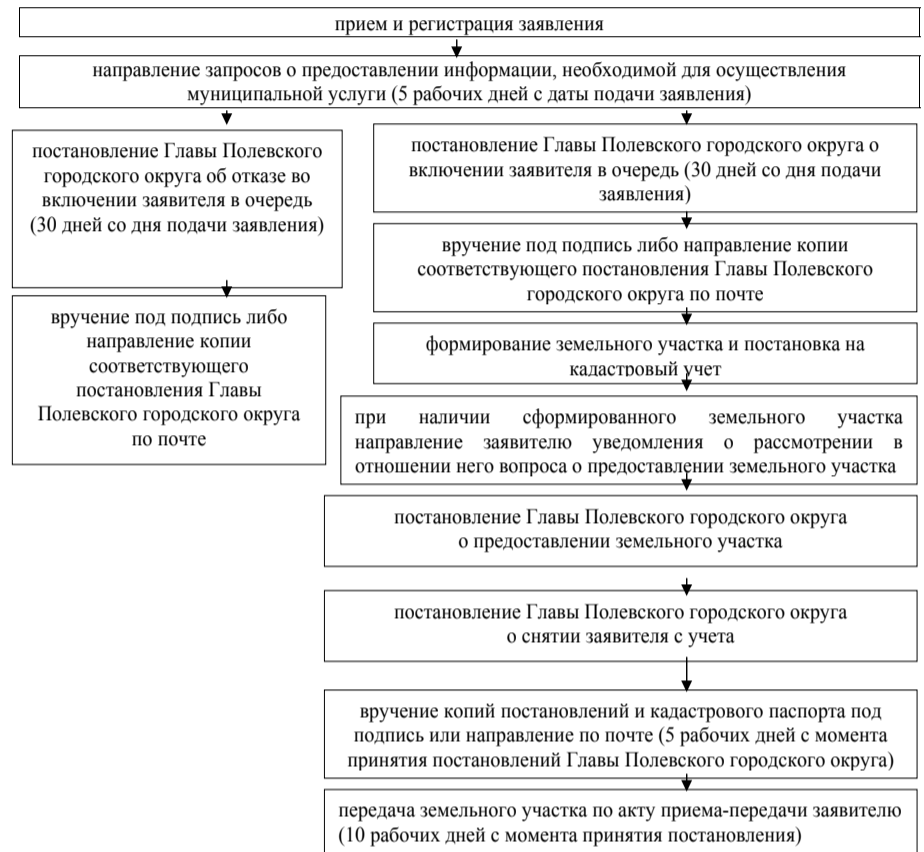 прием и регистрация заявления
направление запросов о предоставлении информации, необходимой для осуществления
муниципальной услуги (5 рабочих дней с даты подачи заявления)
постановление Главы Полевского
городского округа об отказе во
включении заявителя в очередь
(30 дней со дня подачи заявления)
вручение под подпись либо
направление копии
соответствующего
постановления Главы
Полевского городского округа
по почте
постановление Главы Полевского городского округа о
включении заявителя в очередь (30 дней со дня подачи
заявления)
вручение под подпись либо направление копии
соответствующего постановления Главы Полевского
городского округа по почте
формирование земельного участка и постановка на
кадастровый учет
при наличии сформированного земельного участка
направление заявителю уведомления о рассмотрении в
отношении него вопроса о предоставлении земельного участка
постановление Главы Полевского городского округа
о предоставлении земельного участка
постановление Главы Полевского городского округа
о снятии заявителя с учета
вручение копий постановлений и кадастрового паспорта под
подпись или направление по почте (5 рабочих дней с момента
принятия постановлений Главы Полевского городского округа)
передача земельного участка по акту приема-передачи заявителю
(10 рабочих дней с момента принятия постановления)